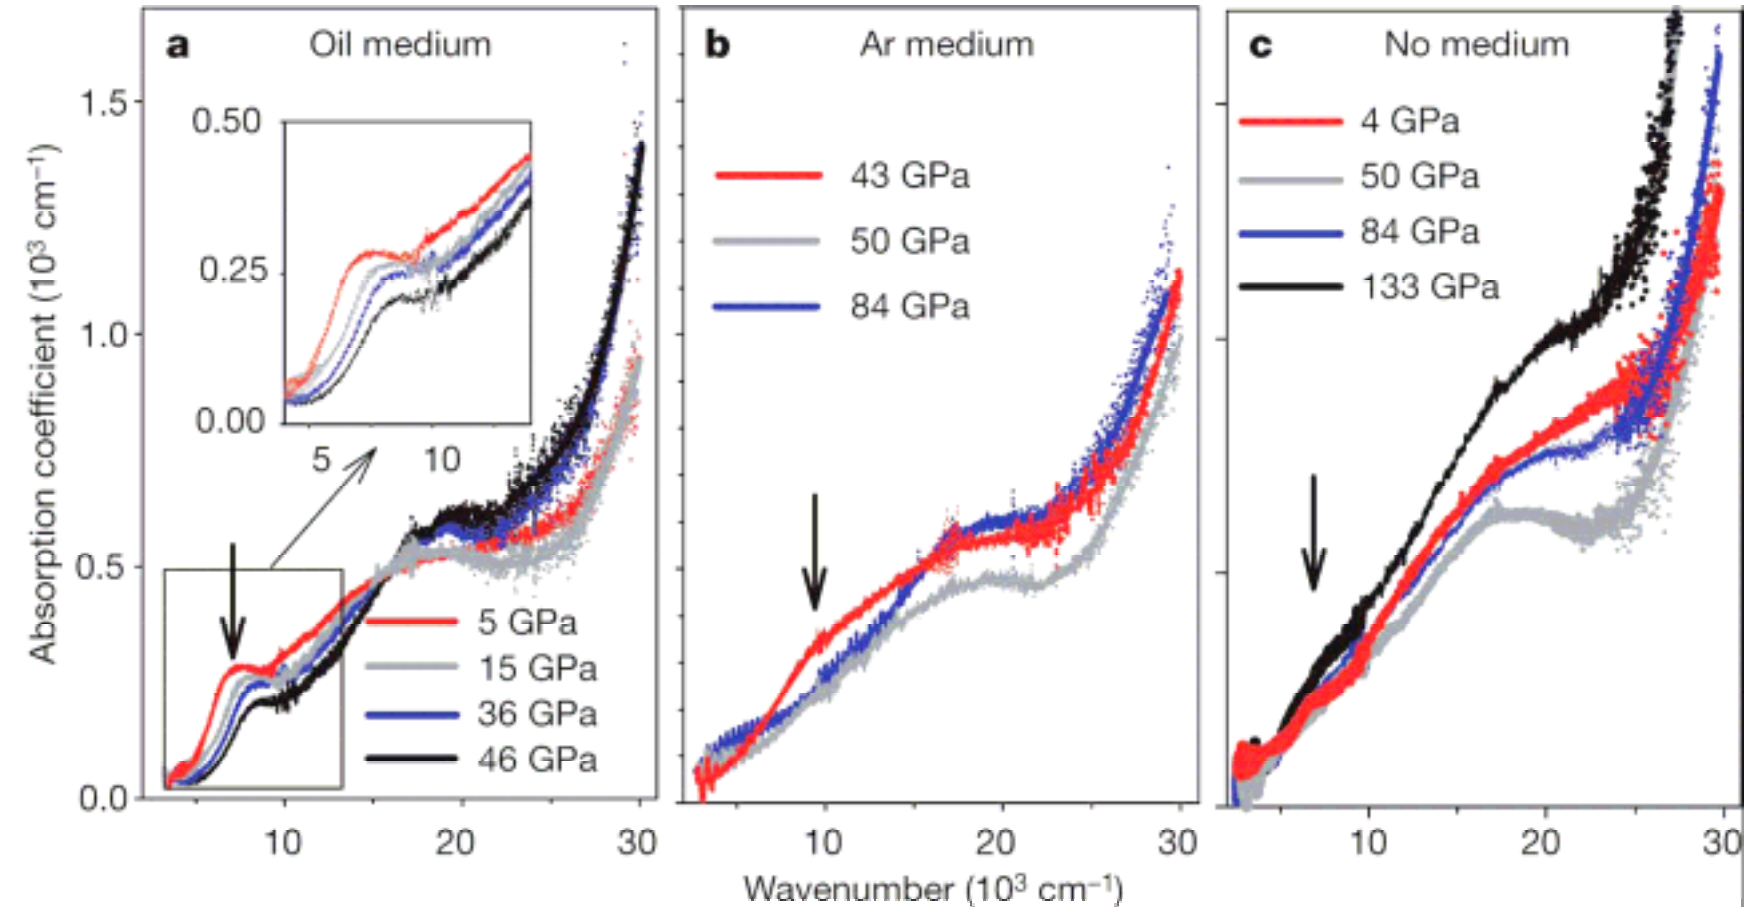 a Oil medium
b Ar medium
c No medium
Absorption coefficient (10³ cm⁻¹)
1.5
1.0
0.5
0.0
0.50
0.25
0.00
5 10
5 GPa
15 GPa
36 GPa
46 GPa
43 GPa
50 GPa
84 GPa
4 GPa
50 GPa
84 GPa
133 GPa
10 20 30 10 20 30 10 20 30
Wavenumber (10³ cm⁻¹)